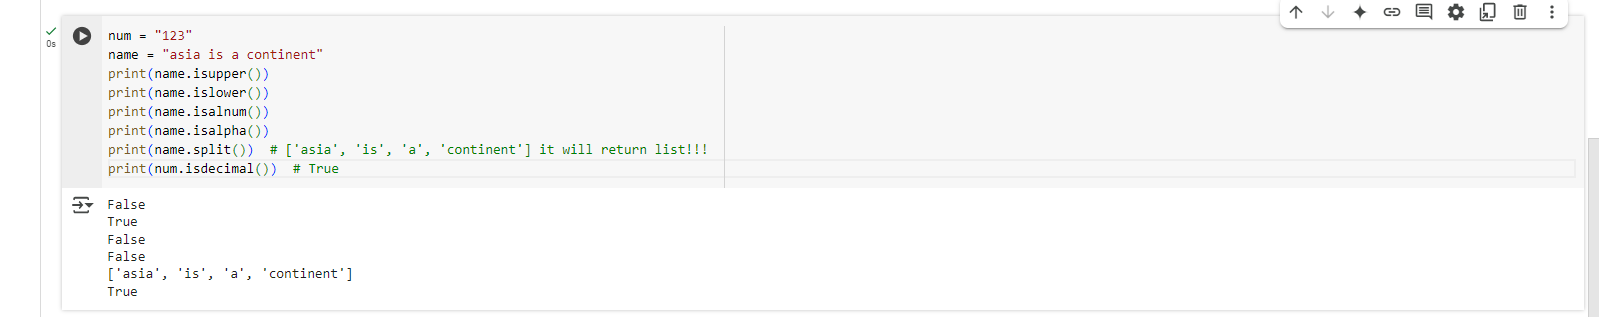 0s
num = "123"
name = "asia is a continent"
print(name.isupper())
print(name.islower())
print(name.isalnum())
print(name.isalpha())
print(name.split())  # ['asia', 'is', 'a', 'continent'] it will return list!!!
print(num.isdecimal())  # True
False
True
False
False
['asia', 'is', 'a', 'continent']
True